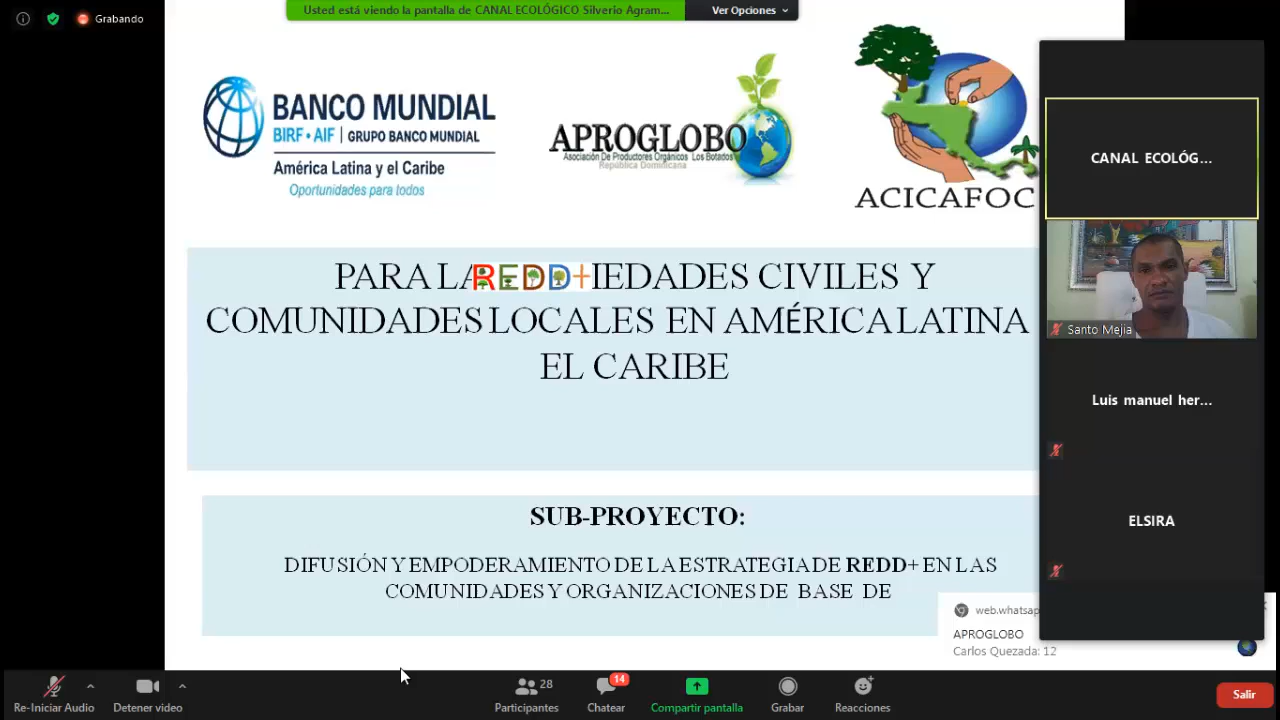 Grabando
Usted está viendo la pantalla de CANAL ECOLÓGICO Silverio Agram...
Ver Opciones
BANCO MUNDIAL
BIRF • AIF | GRUPO BANCO MUNDIAL
América Latina y el Caribe
Oportunidades para todos
APROGLOBO
Asociación De Productores Orgánicos Los Botados
República Dominicana
ACICAFOC
PARA LA REDD+IEDADES CIVILES Y
COMUNIDADES LOCALES EN AMÉRICA LATINA
EL CARIBE
SUB-PROYECTO:
DIFUSIÓN Y EMPODERAMIENTO DE LA ESTRATEGIA DE REDD+ EN LAS
COMUNIDADES Y ORGANIZACIONES DE BASE DE
CANAL ECOLÓG...
Santo Mejia
Luis manuel her...
ELSIRA
web.whatsap
APROGLOBO
Carlos Quezada: 12
Re-Iniciar Audio
Detener video
28
Participantes
14
Chatear
Compartir pantalla
Grabar
Reacciones
Salir